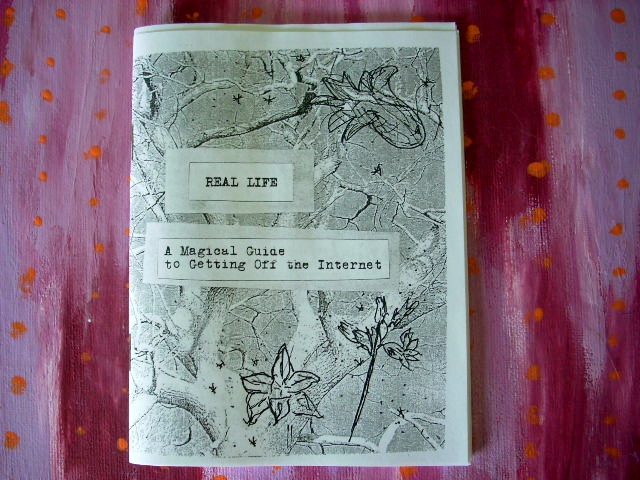 REAL LIFE
A Magical Guide
to Getting Off the Internet